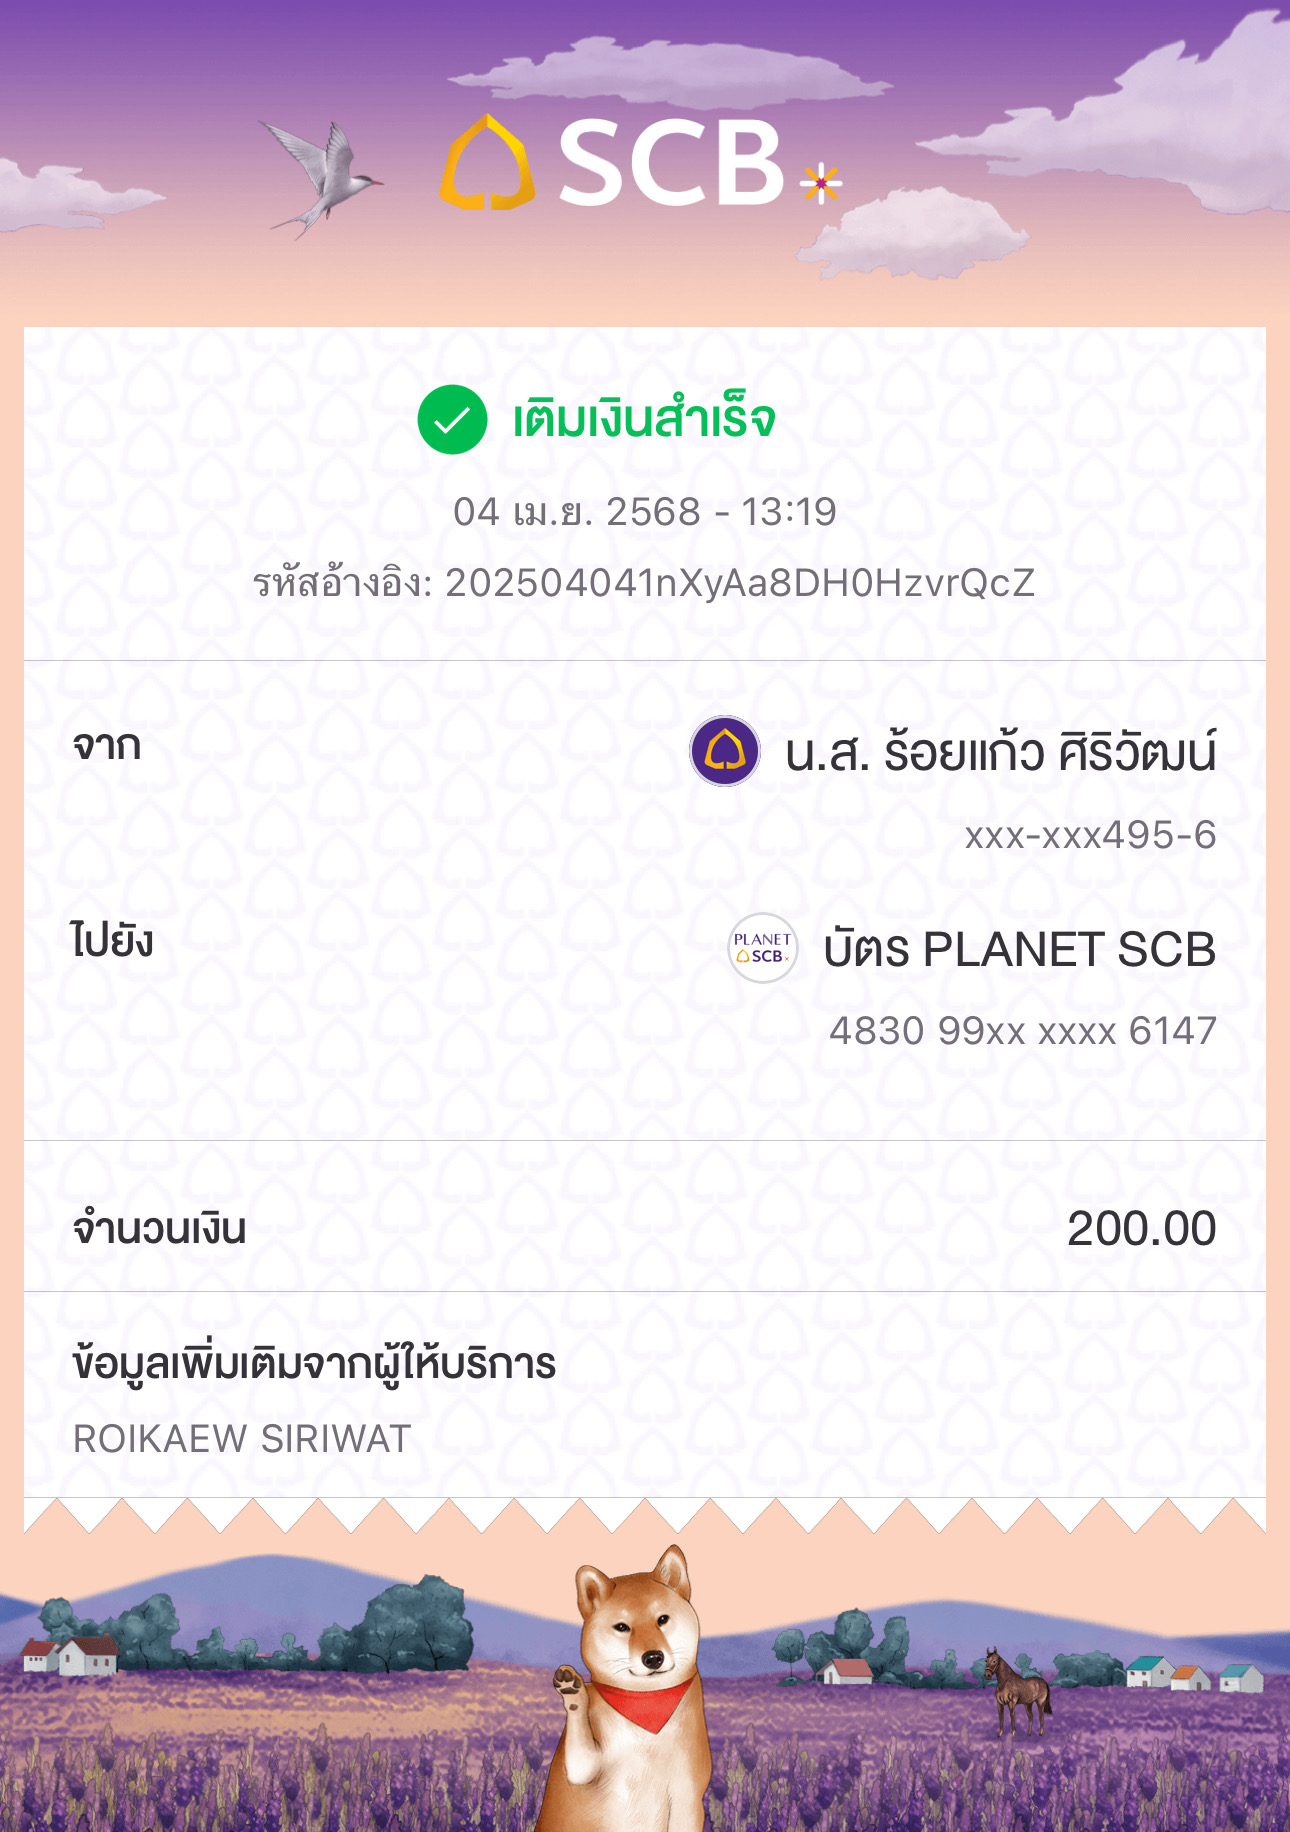 SCB
เติมเงินสำเร็จ
04 เม.ย. 2568 - 13:19
รหัสอ้างอิง: 202504041nXyAa8DH0HzvrQcZ
จาก
น.ส. ร้อยแก้ว ศิริวัฒน์
xxx-xxx495-6
ไปยัง
PLANET
SCB
บัตร PLANET SCB
4830 99xx xxxx 6147
จำนวนเงิน
200.00
ข้อมูลเพิ่มเติมจากผู้ให้บริการ
ROIKAEW SIRIWAT